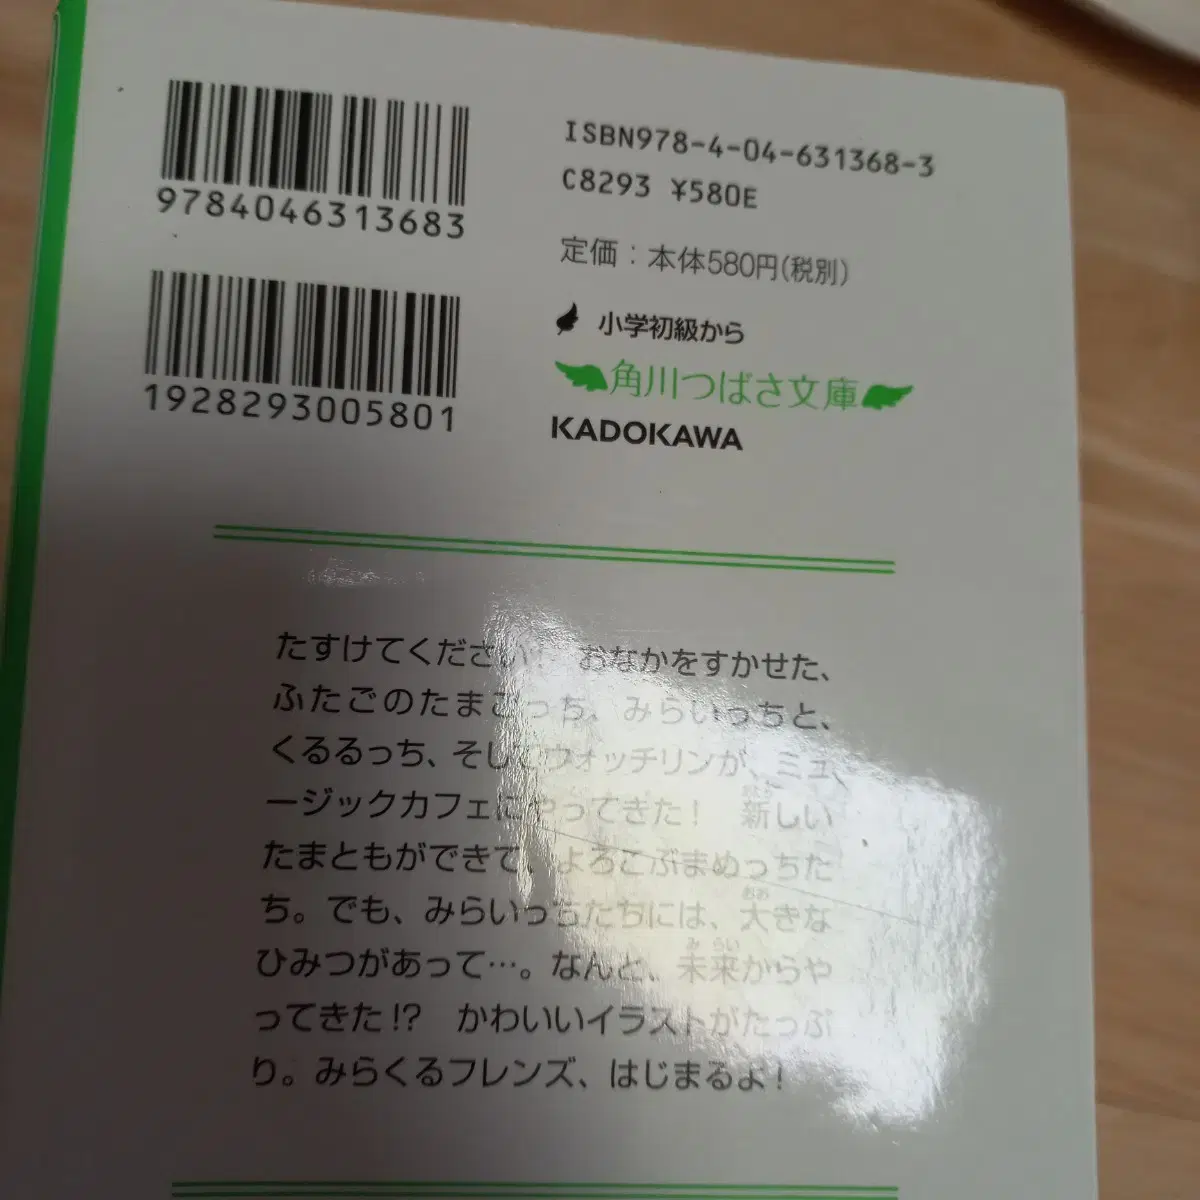 9784046313683
1928293005801
ISBN978-4-04-631368-3
C8293 ¥580E
定価：本体580円(税別)
小学初級から
角川つばさ文庫
KADOKAWA
たすけてください！　おなかをすかせた、
ふたごのたまごっち、みらいっちと、
くるるっち、そしてウォッチリンが、ミュ
ージックカフェにやってきた！　新しい
たまともができて、よろこぶまめっちた
ち。でも、みらいっちたちには、大きな
ひみつがあって…。なんと、未来からや
ってきた!?　かわいいイラストがたっぷ
り。みらくるフレンズ、はじまるよ！